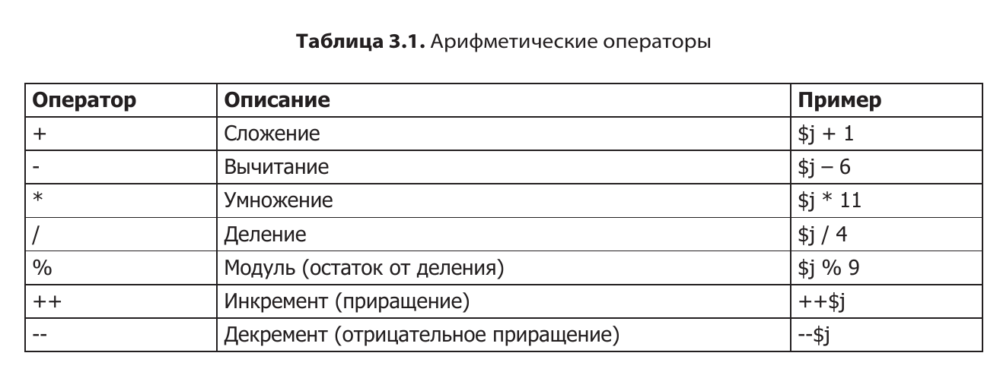 Таблица 3.1. Арифметические операторы
Оператор Описание Пример
+ Сложение $j + 1
- Вычитание $j – 6
* Умножение $j * 11
/ Деление $j / 4
% Модуль (остаток от деления) $j % 9
++ Инкремент (приращение) ++$j
-- Декремент (отрицательное приращение) --$j